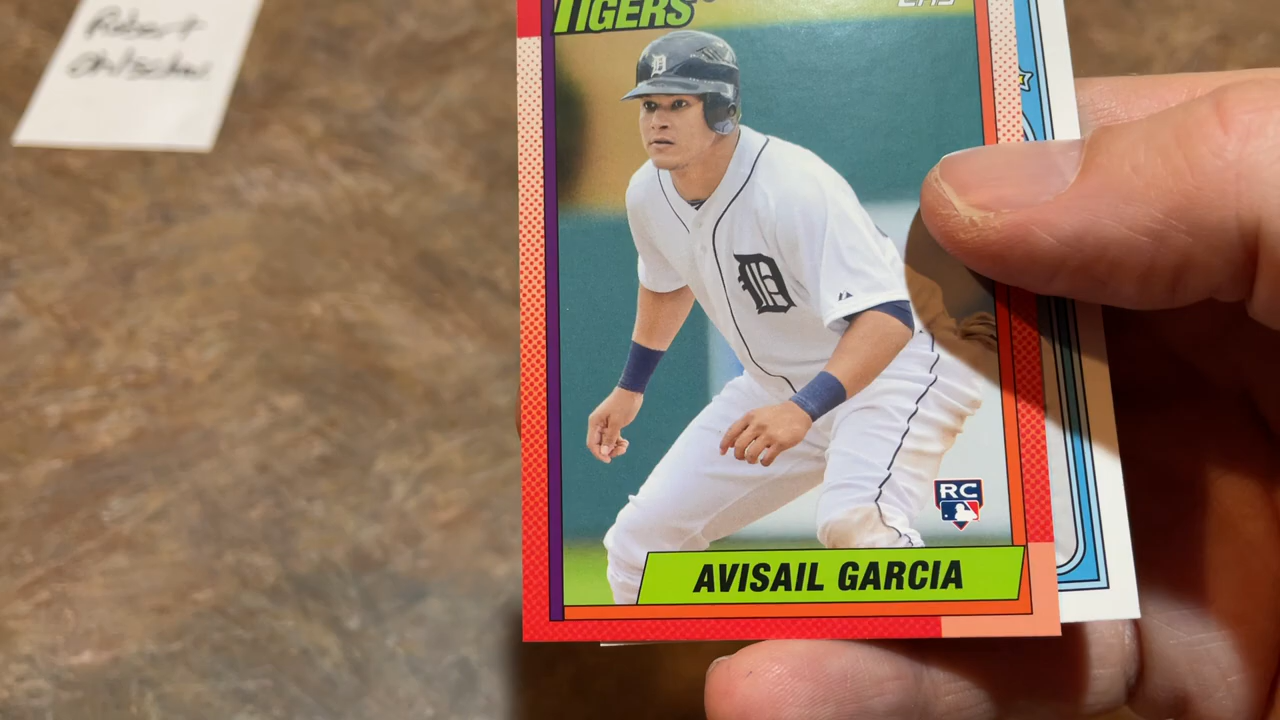 Robert
TIGERS
D
D
RC
AVISAIL GARCIA